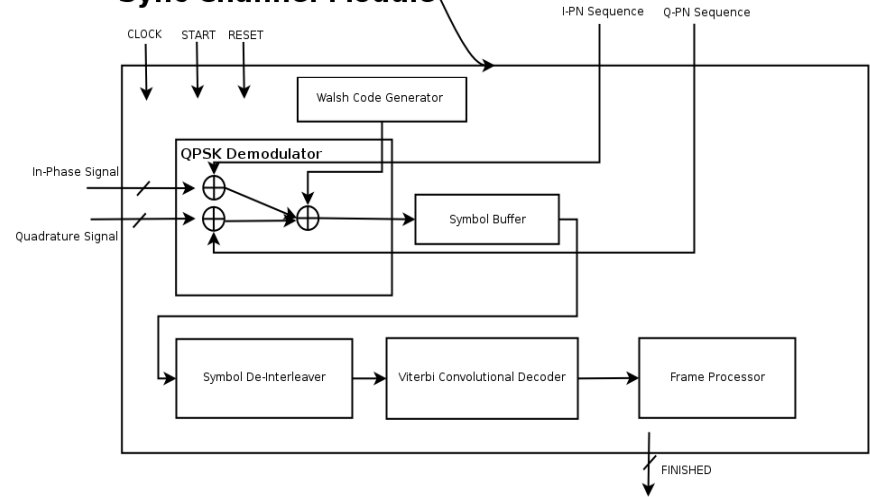 Sync Channel Module
I-PN Sequence
Q-PN Sequence
CLOCK
START
RESET
Walsh Code Generator
QPSK Demodulator
In-Phase Signal
Symbol Buffer
Quadrature Signal
Symbol De-Interleaver
Viterbi Convolutional Decoder
Frame Processor
FINISHED